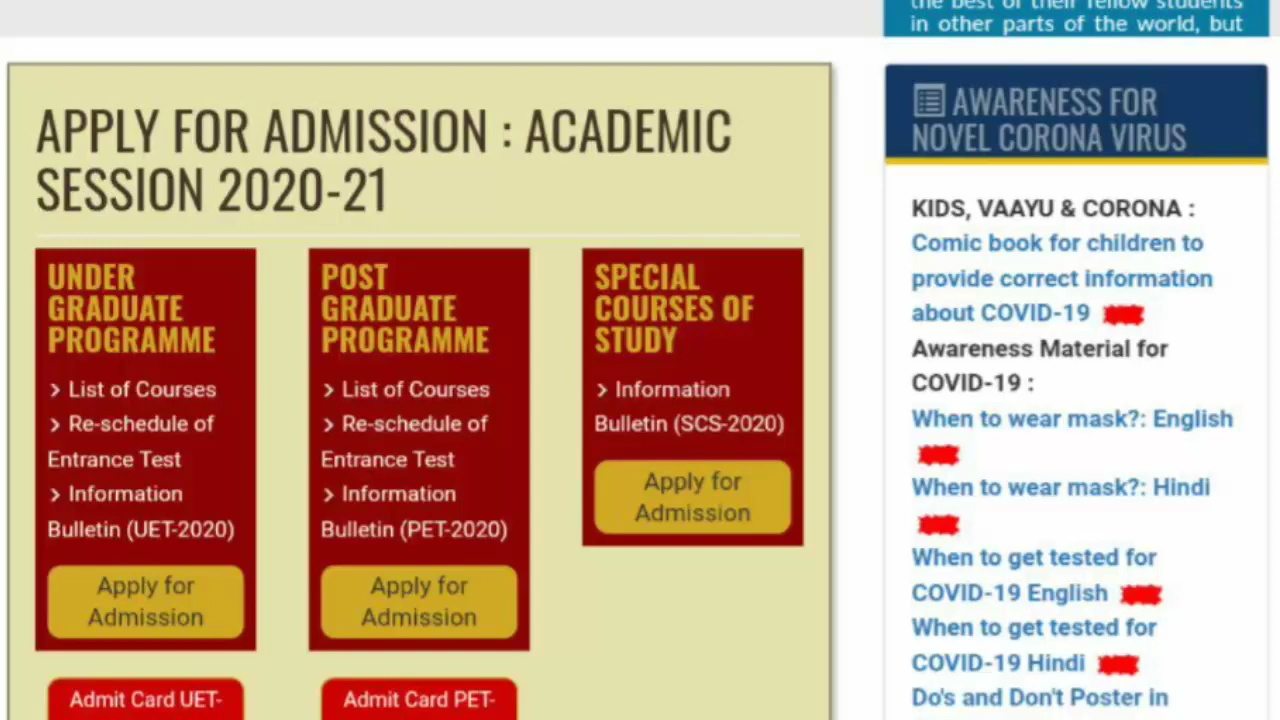 the best of their fellow students
in other parts of the world, but
APPLY FOR ADMISSION : ACADEMIC
SESSION 2020-21
UNDER
GRADUATE
PROGRAMME
> List of Courses
> Re-schedule of
Entrance Test
> Information
Bulletin (UET-2020)
Apply for
Admission
Admit Card UET-
POST
GRADUATE
PROGRAMME
> List of Courses
> Re-schedule of
Entrance Test
> Information
Bulletin (PET-2020)
Apply for
Admission
Admit Card PET-
SPECIAL
COURSES OF
STUDY
> Information
Bulletin (SCS-2020)
Apply for
Admission
AWARENESS FOR
NOVEL CORONA VIRUS
KIDS, VAAYU & CORONA :
Comic book for children to
provide correct information
about COVID-19
Awareness Material for
COVID-19 :
When to wear mask?: English
When to wear mask?: Hindi
When to get tested for
COVID-19 English
When to get tested for
COVID-19 Hindi
Do's and Don't Poster in